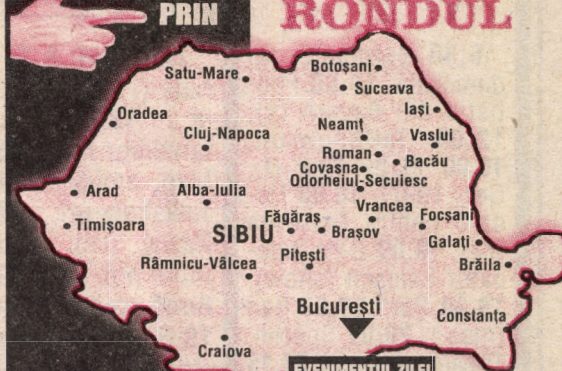 PRIN
RONDUL
Satu-Mare
Botoșani
Suceava
Oradea
Iași
Cluj-Napoca
Neamț
Vaslui
Roman
Bacău
Covasna
Odorheiul-Secuiesc
Arad
Alba-Iulia
Vrancea
Timișoara
Făgăraș
Focșani
SIBIU
Brașov
Galați
Râmnicu-Vâlcea
Pitești
Brăila
București
Constanța
Craiova
EVENIMENTUL ZILEI